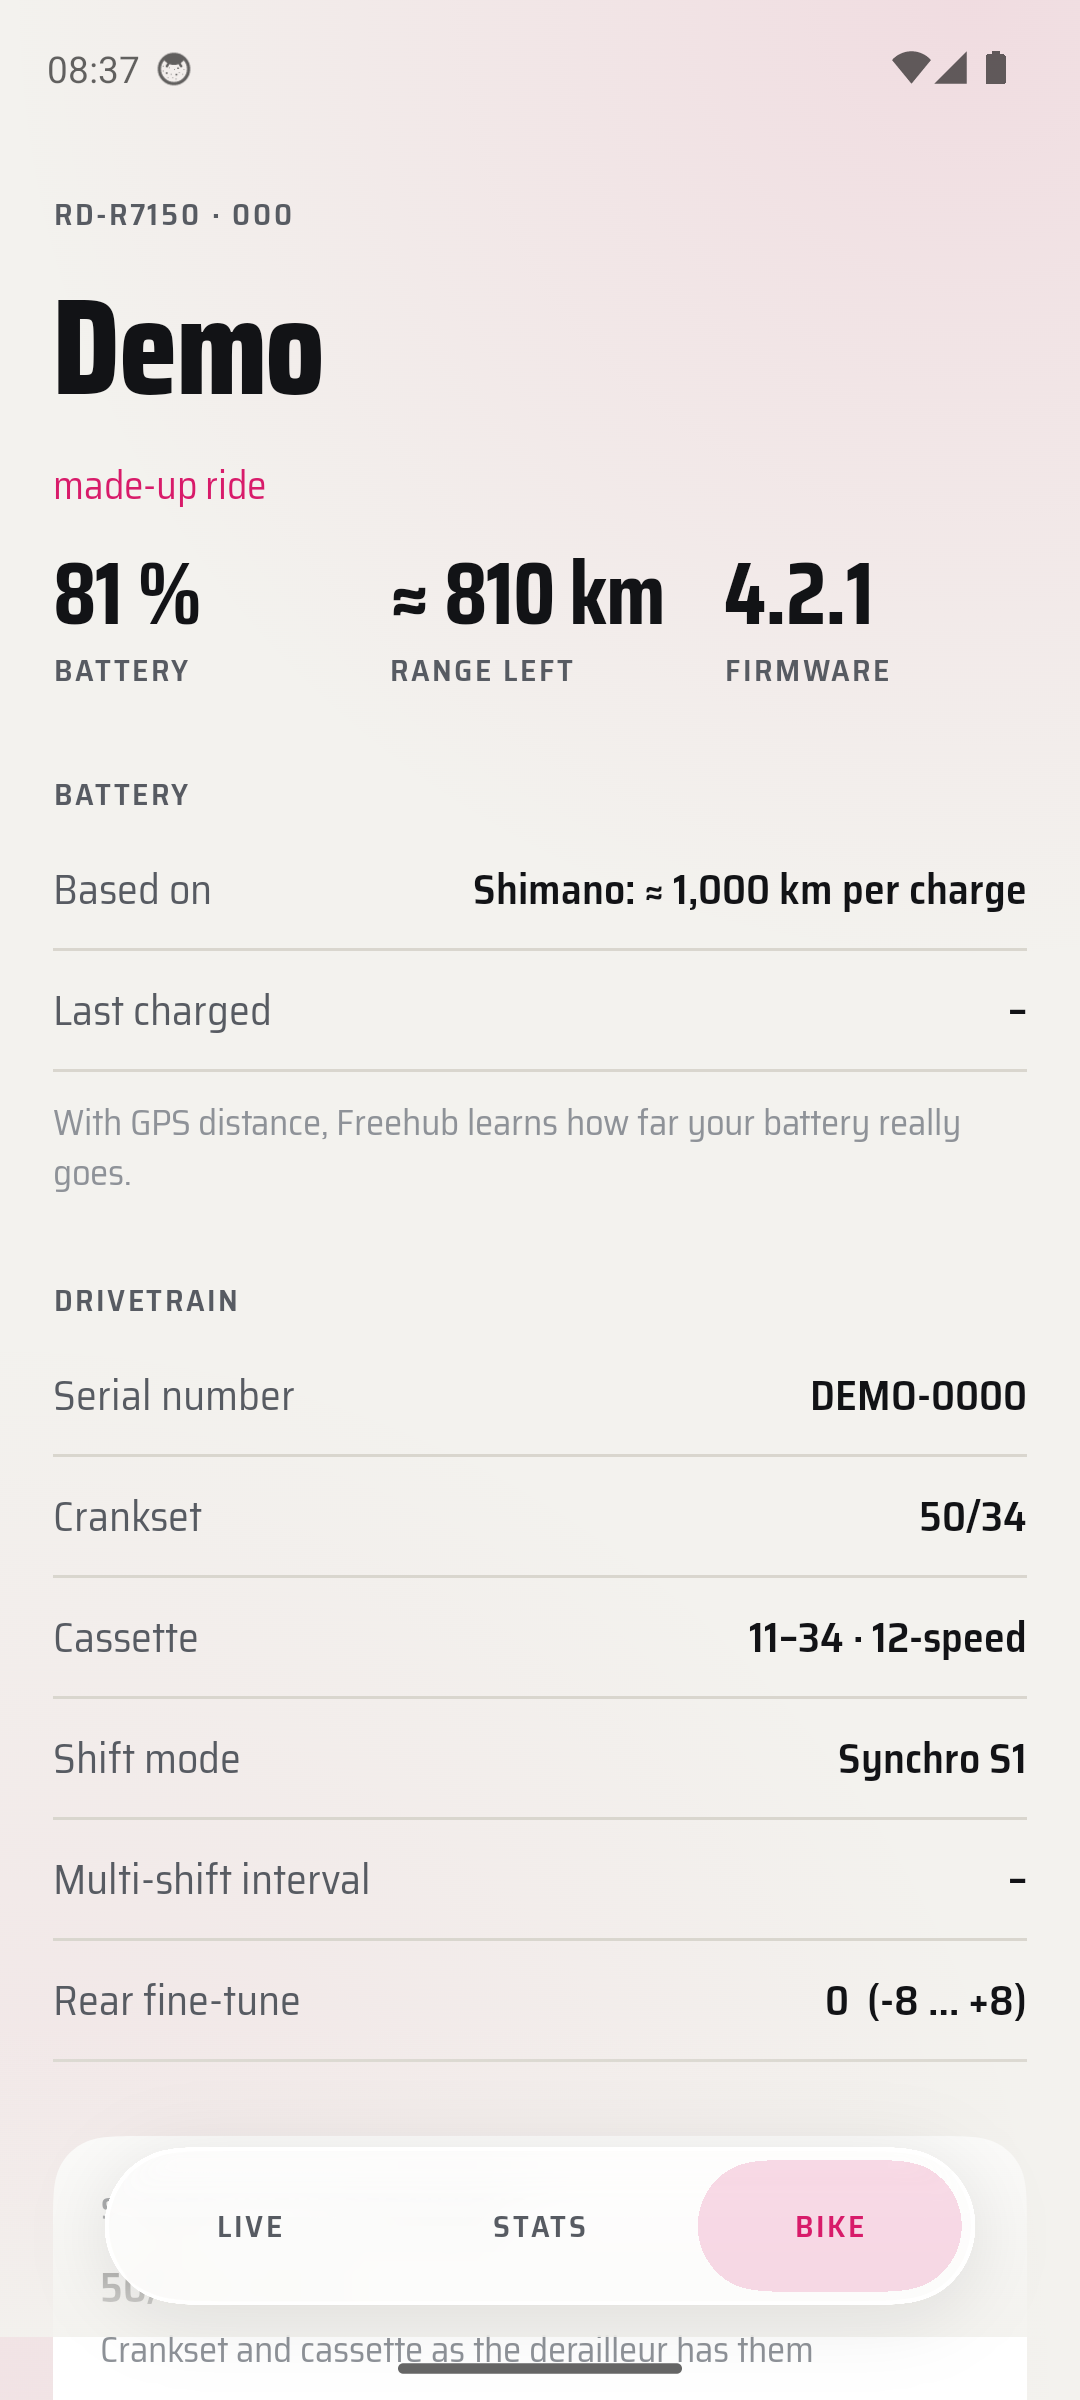 08:37
RD-R7150 · 000
Demo
made-up ride
81 %
≈ 810 km
4.2.1
BATTERY
RANGE LEFT
FIRMWARE
BATTERY
Based on
Shimano: ≈ 1,000 km per charge
Last charged
–
With GPS distance, Freehub learns how far your battery really
goes.
DRIVETRAIN
Serial number
DEMO-0000
Crankset
50/34
Cassette
11–34 · 12-speed
Shift mode
Synchro S1
Multi-shift interval
–
Rear fine-tune
0 (-8 … +8)
LIVE
STATS
BIKE
Crankset and cassette as the derailleur has them